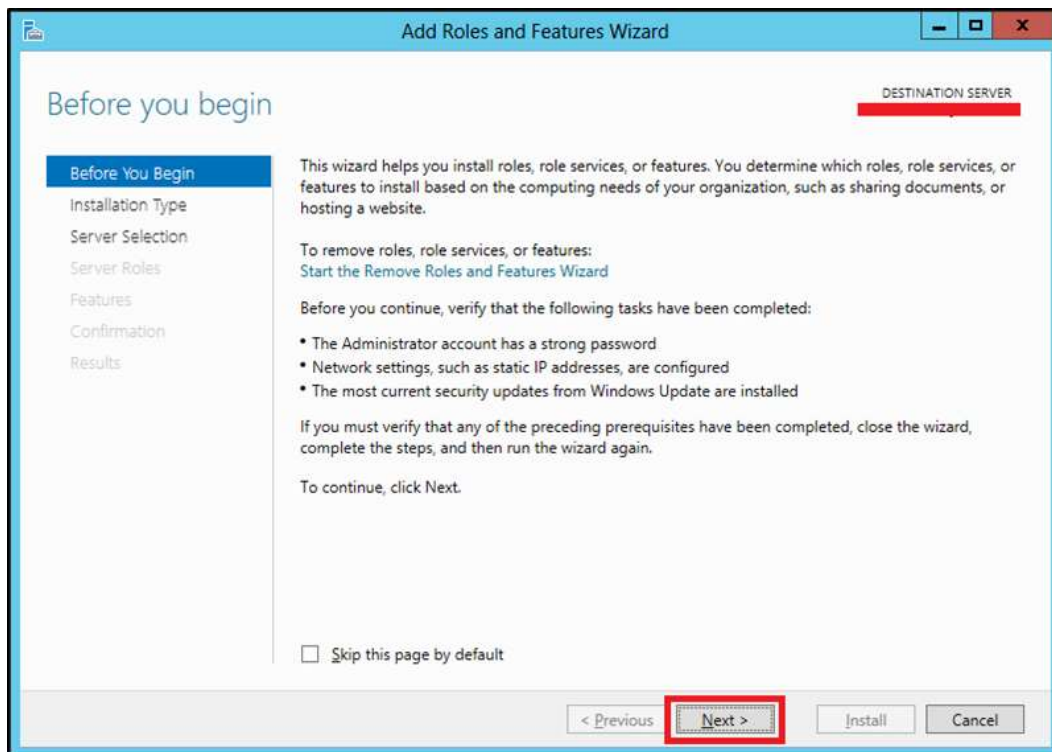 Add Roles and Features Wizard
Before you begin
DESTINATION SERVER
Before You Begin
Installation Type
Server Selection
Server Roles
Features
Confirmation
Results
This wizard helps you install roles, role services, or features. You determine which roles, role services, or
features to install based on the computing needs of your organization, such as sharing documents, or
hosting a website.
To remove roles, role services, or features:
Start the Remove Roles and Features Wizard
Before you continue, verify that the following tasks have been completed:
• The Administrator account has a strong password
• Network settings, such as static IP addresses, are configured
• The most current security updates from Windows Update are installed
If you must verify that any of the preceding prerequisites have been completed, close the wizard,
complete the steps, and then run the wizard again.
To continue, click Next.
Skip this page by default
< Previous
Next >
Install
Cancel